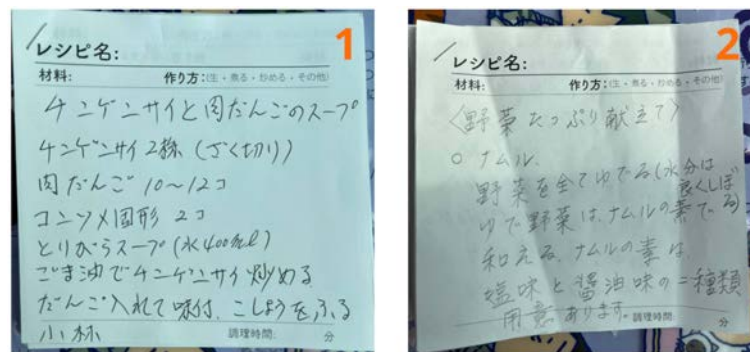 1
レシピ名:
材料: 作り方:(生・煮る・炒める・その他)
チンゲンサイと肉だんごのスープ
チンゲンサイ 2株 (ざく切り)
肉だんご 10〜12コ
コンソメ固形 2コ
とりがらスープ(水400ml)
ごま油でチンゲンサイ炒める
だんご入れて味付、こしょうをふる
小林
調理時間: 分
2
レシピ名:
材料: 作り方:(生・煮る・炒める・その他)
〈野菜たっぷり献立て〉
○ ナムル.
野菜を全てゆでる(水分は
良くしぼる)
ゆで野菜は、ナムルの素で
和える、ナムルの素は、
塩味と醤油味の二種類
用意あります。
調理時間: 分